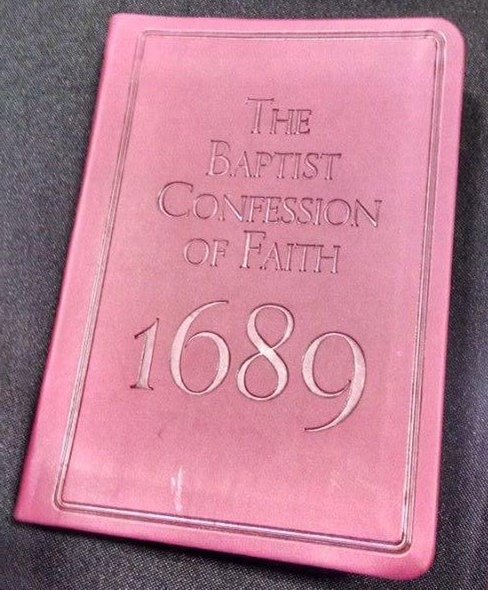 The
Baptist
Confession
of Faith
1689